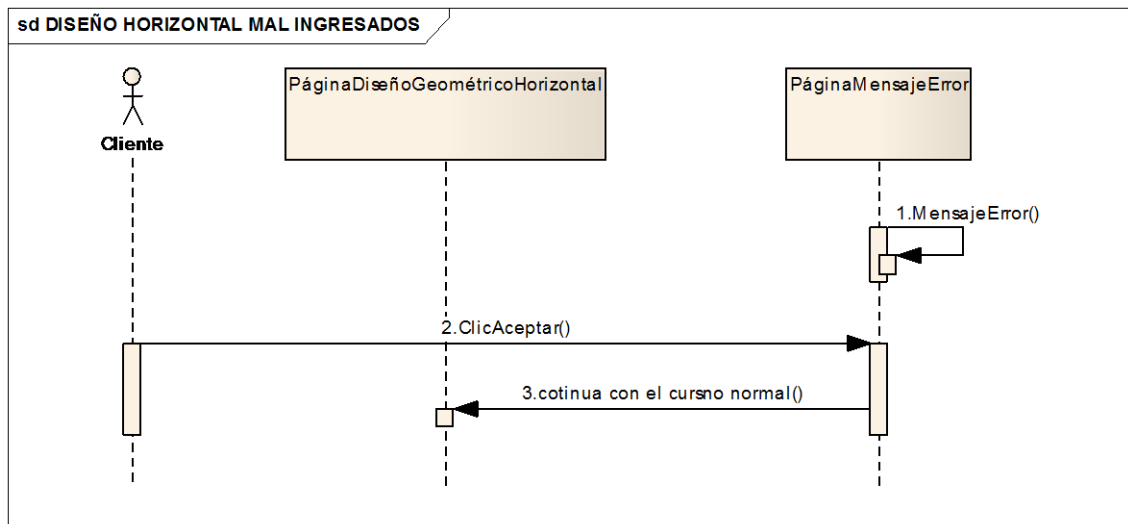 sd DISEÑO HORIZONTAL MAL INGRESADOS
Cliente
PáginaDiseñoGeométricoHorizontal
PáginaMensajeError
1.MensajeError()
2.ClicAceptar()
3.cotinua con el cursno normal()